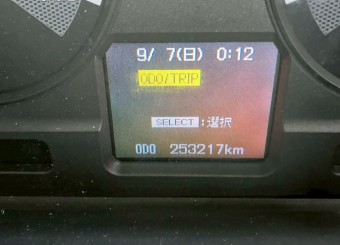 9/ 7(日) 0:12
ODO/TRIP
SELECT:選択
ODO 253217km